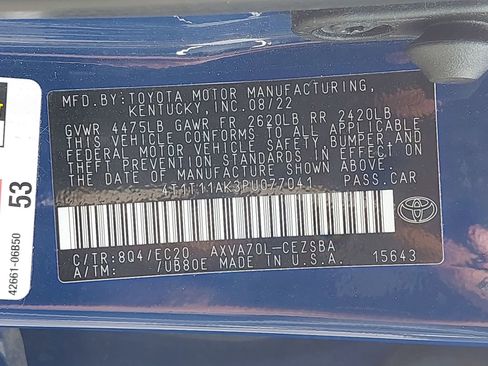 MFD.BY:TOYOTA MOTOR MANUFACTURING,
KENTUCKY, INC. 08/22
GVWR 4475LB GAWR FR 2620LB RR 2420LB
THIS VEHICLE CONFORMS TO ALL APPLICABLE
FEDERAL MOTOR VEHICLE SAFETY, BUMPER, AND
THEFT PREVENTION STANDARDS IN EFFECT ON
THE DATE OF MANUFACTURE SHOWN ABOVE.
4T1T11AK3PU077041 PASS.CAR
C/TR:8Q4/EC20 AXVA70L-CEZSBA
A/TM: /UB80E MADE IN U.S.A. 15643
53
42661-06B50